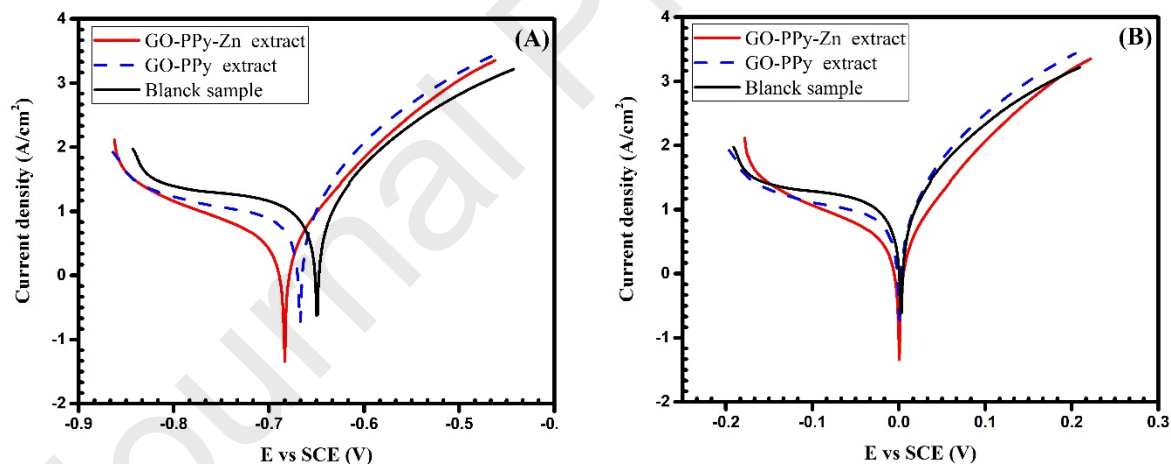 Journal P
(A)
GO-PPy-Zn extract
GO-PPy extract
Blanck sample
Current density (A/cm²)
4
3
2
1
0
-1
-2
-0.9
-0.8
-0.7
-0.6
-0.5
-0.
E vs SCE (V)
(B)
GO-PPy-Zn extract
GO-PPy extract
Blanck sample
Current density (A/cm²)
4
3
2
1
0
-1
-2
-0.2
-0.1
0.0
0.1
0.2
0.3
E vs SCE (V)